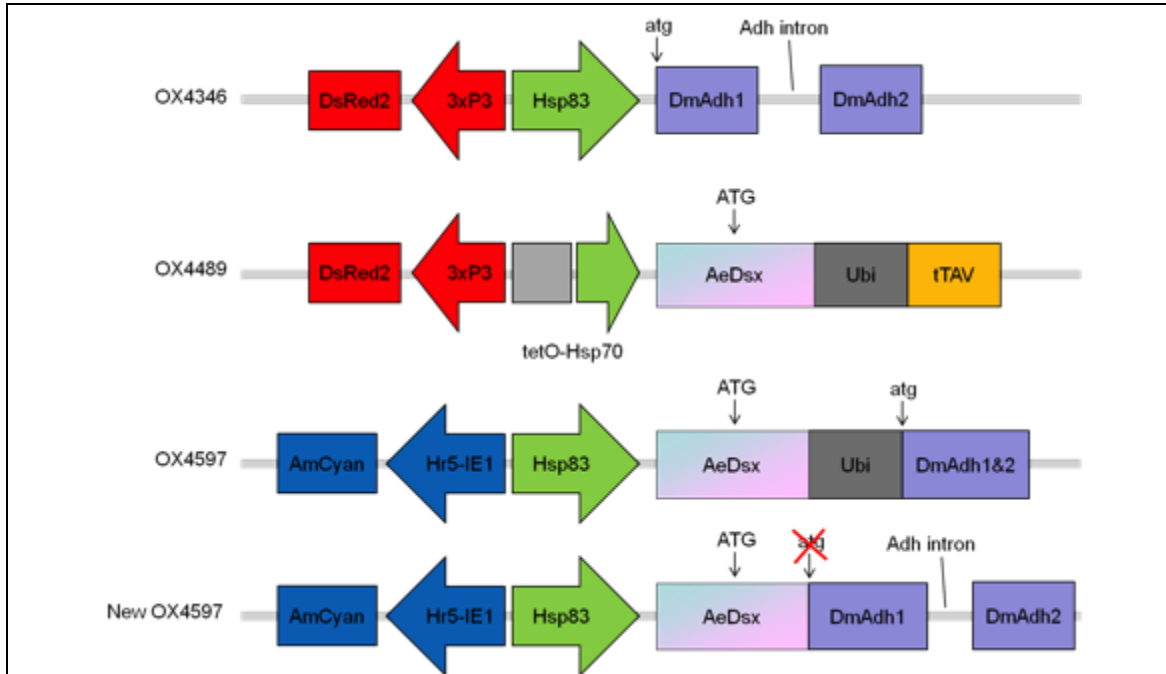 atg
Adh intron
OX4346
DsRed2
3xP3
Hsp83
DmAdh1
DmAdh2
ATG
OX4489
DsRed2
3xP3
AeDsx
Ubi
tTAV
tetO-Hsp70
ATG
atg
OX4597
AmCyan
Hr5-IE1
Hsp83
AeDsx
Ubi
DmAdh1&2
ATG
atg
Adh intron
New OX4597
AmCyan
Hr5-IE1
Hsp83
AeDsx
DmAdh1
DmAdh2